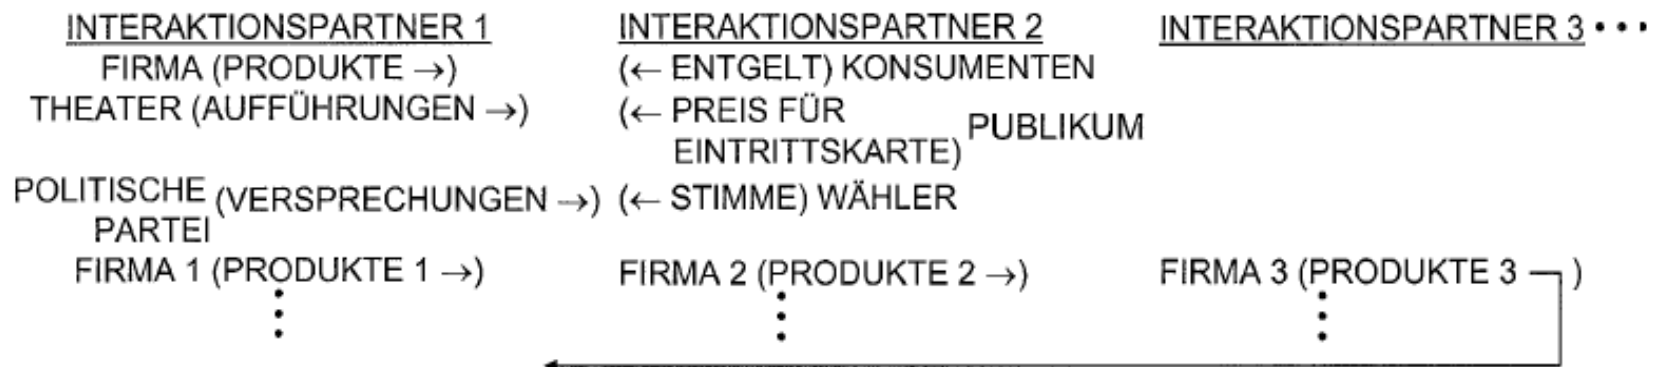 INTERAKTIONSPARTNER 1 INTERAKTIONSPARTNER 2 INTERAKTIONSPARTNER 3 • • •
FIRMA (PRODUKTE →) (← ENTGELT) KONSUMENTEN
THEATER (AUFFÜHRUNGEN →) (← PREIS FÜR
EINTRITTSKARTE) PUBLIKUM
POLITISCHE (VERSPRECHUNGEN →) (← STIMME) WÄHLER
PARTEI
FIRMA 1 (PRODUKTE 1 →) FIRMA 2 (PRODUKTE 2 →) FIRMA 3 (PRODUKTE 3 )